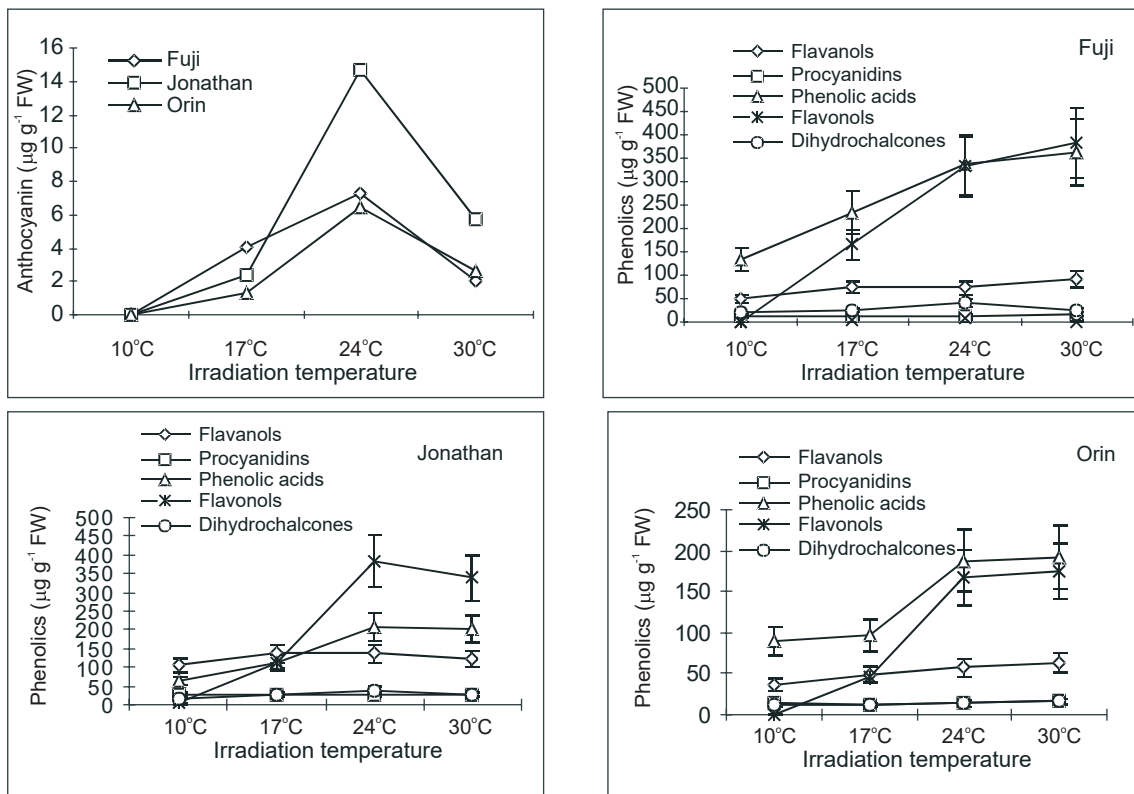 16
14
12
10
8
6
4
2
0
Anthocyanin (μg g⁻¹ FW)
Fuji
Jonathan
Orin
10°C 17°C 24°C 30°C
Irradiation temperature
Fuji
Flavanols
Procyanidins
Phenolic acids
Flavonols
Dihydrochalcones
500
450
400
350
300
250
200
150
100
50
0
Phenolics (μg g⁻¹ FW)
10°C 17°C 24°C 30°C
Irradiation temperature
Jonathan
Flavanols
Procyanidins
Phenolic acids
Flavonols
Dihydrochalcones
500
450
400
350
300
250
200
150
100
50
0
Phenolics (μg g⁻¹ FW)
10°C 17°C 24°C 30°C
Irradiation temperature
Orin
Flavanols
Procyanidins
Phenolic acids
Flavonols
Dihydrochalcones
250
200
150
100
50
0
Phenolics (μg g⁻¹ FW)
10°C 17°C 24°C 30°C
Irradiation temperature